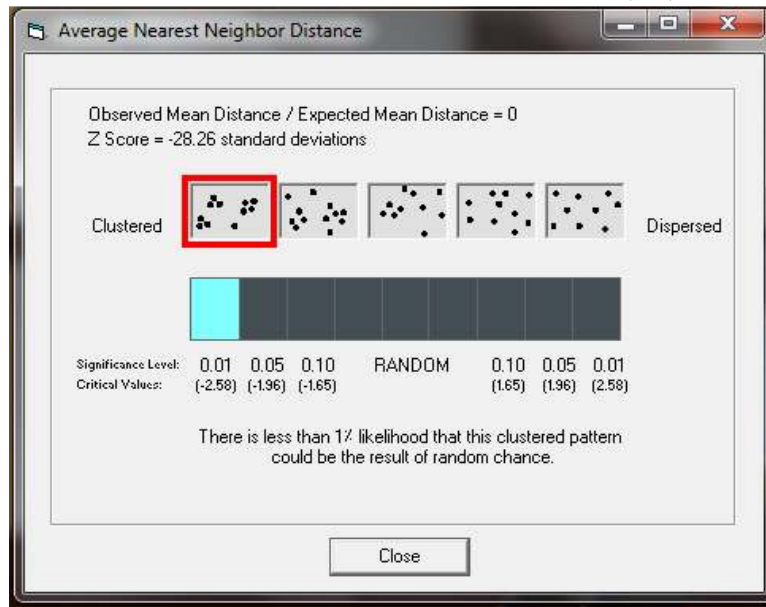 Average Nearest Neighbor Distance
Observed Mean Distance / Expected Mean Distance = 0
Z Score = -28.26 standard deviations
Clustered
Dispersed
Significance Level: 0.01 0.05 0.10 RANDOM 0.10 0.05 0.01
Critical Values: (-2.58) (-1.96) (-1.65) (1.65) (1.96) (2.58)
There is less than 1% likelihood that this clustered pattern
could be the result of random chance.
Close